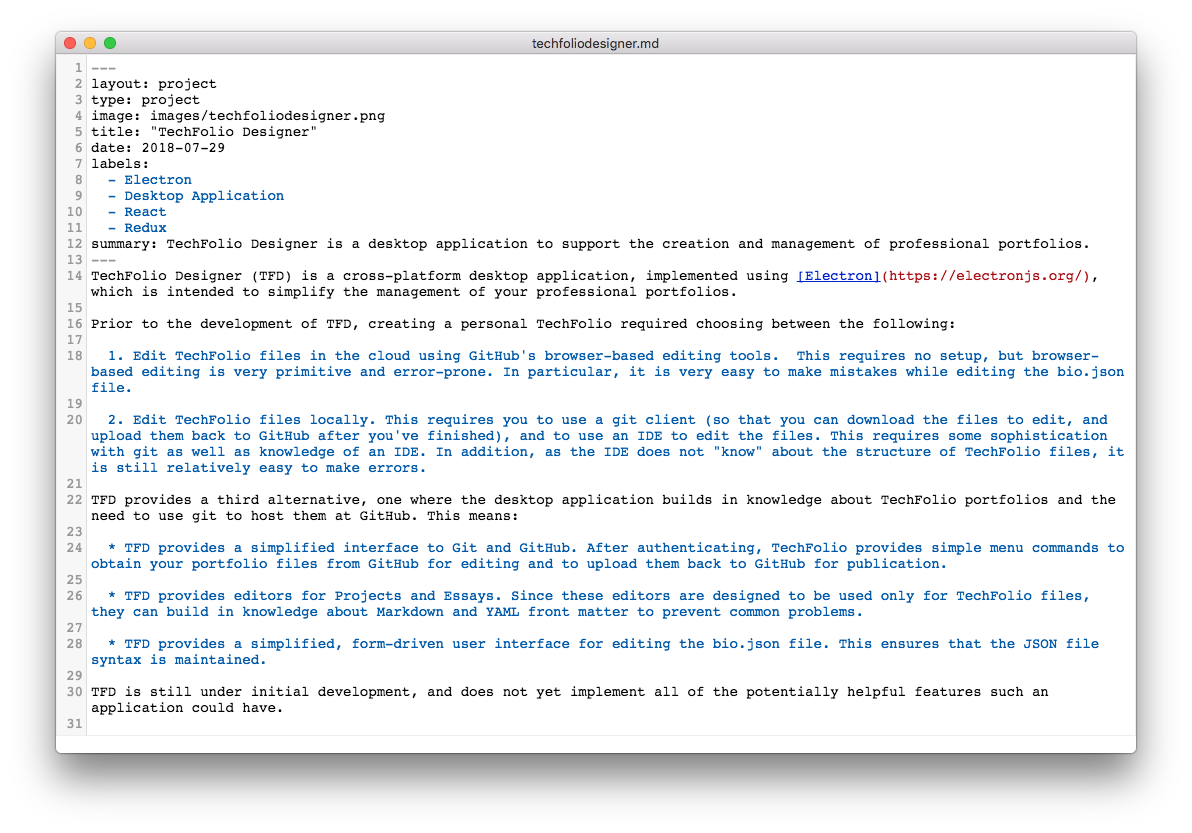 techfoliodesigner.md
1 ---
2 layout: project
3 type: project
4 image: images/techfoliodesigner.png
5 title: "TechFolio Designer"
6 date: 2018-07-29
7 labels:
8   - Electron
9   - Desktop Application
10   - React
11   - Redux
12 summary: TechFolio Designer is a desktop application to support the creation and management of professional portfolios.
13 ---
14 TechFolio Designer (TFD) is a cross-platform desktop application, implemented using [Electron](https://electronjs.org/),
which is intended to simplify the management of your professional portfolios.
15
16 Prior to the development of TFD, creating a personal TechFolio required choosing between the following:
17
18   1. Edit TechFolio files in the cloud using GitHub's browser-based editing tools.  This requires no setup, but browser-
based editing is very primitive and error-prone. In particular, it is very easy to make mistakes while editing the bio.json
file.
19
20   2. Edit TechFolio files locally. This requires you to use a git client (so that you can download the files to edit, and
upload them back to GitHub after you've finished), and to use an IDE to edit the files. This requires some sophistication
with git as well as knowledge of an IDE. In addition, as the IDE does not "know" about the structure of TechFolio files, it
is still relatively easy to make errors.
21
22 TFD provides a third alternative, one where the desktop application builds in knowledge about TechFolio portfolios and the
need to use git to host them at GitHub. This means:
23
24   * TFD provides a simplified interface to Git and GitHub. After authenticating, TechFolio provides simple menu commands to
obtain your portfolio files from GitHub for editing and to upload them back to GitHub for publication.
25
26   * TFD provides editors for Projects and Essays. Since these editors are designed to be used only for TechFolio files,
they can build in knowledge about Markdown and YAML front matter to prevent common problems.
27
28   * TFD provides a simplified, form-driven user interface for editing the bio.json file. This ensures that the JSON file
syntax is maintained.
29
30 TFD is still under initial development, and does not yet implement all of the potentially helpful features such an
application could have.
31